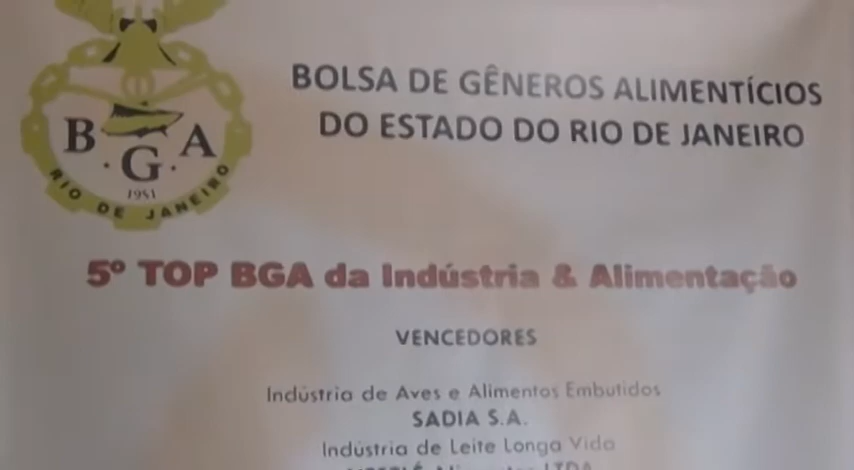 BOLSA DE GÊNEROS ALIMENTÍCIOS
DO ESTADO DO RIO DE JANEIRO
B.G.A
1951
RIO DE JANEIRO
5º TOP BGA da Indústria & Alimentação
VENCEDORES
Indústria de Aves e Alimentos Embutidos
SADIA S.A.
Indústria de Leite Longa Vida
LTDA